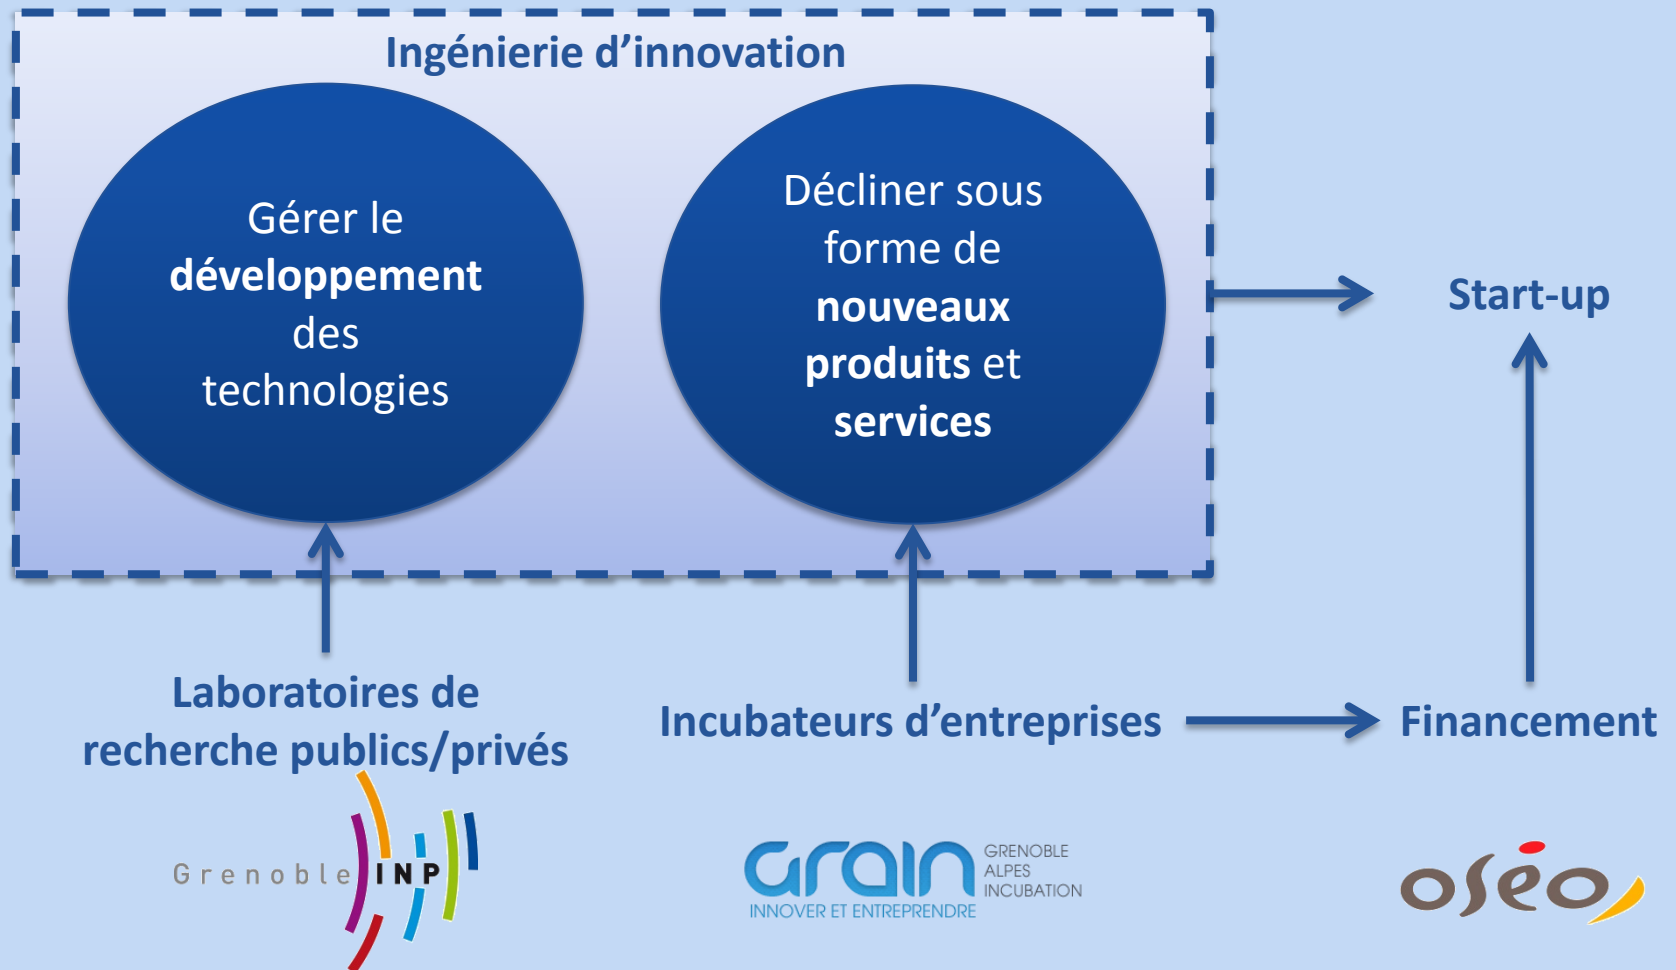 Ingénierie d’innovation
Gérer le
développement
des
technologies
Décliner sous
forme de
nouveaux
produits et
services
Start-up
Laboratoires de
recherche publics/privés
Incubateurs d’entreprises
Financement
Grenoble INP
Grain
GRENOBLE
ALPES
INCUBATION
INNOVER ET ENTREPRENDRE
oséo